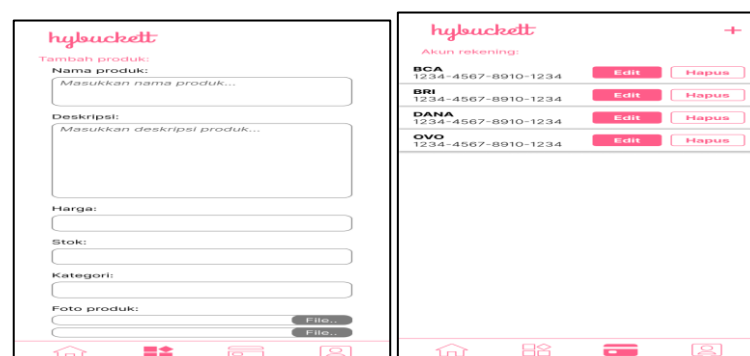 hybuckett
Tambah produk:
Nama produk:
Masukkan nama produk...
Deskripsi:
Masukkan deskripsi produk...
Harga:
Stok:
Kategori:
Foto produk:
File..
File..
hybuckett +
Akun rekening:
BCA
1234-4567-8910-1234 Edit Hapus
BRI
1234-4567-8910-1234 Edit Hapus
DANA
1234-4567-8910-1234 Edit Hapus
OVO
1234-4567-8910-1234 Edit Hapus